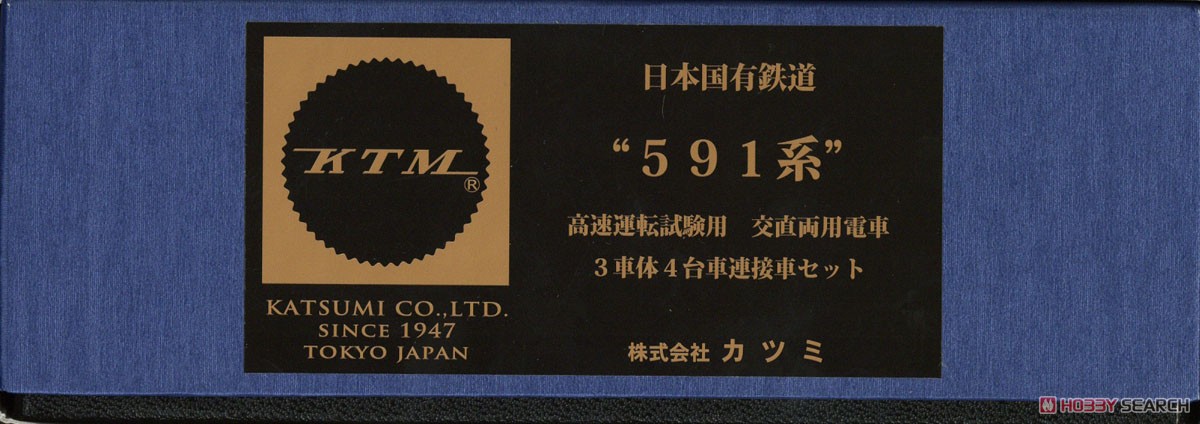 KTM®
KATSUMI CO.,LTD.
SINCE 1947
TOKYO JAPAN
日本国有鉄道
“５９１系”
高速運転試験用　交直両用電車
３車体４台車連接車セット
株式会社 カツミ
HOBBY SEARCH